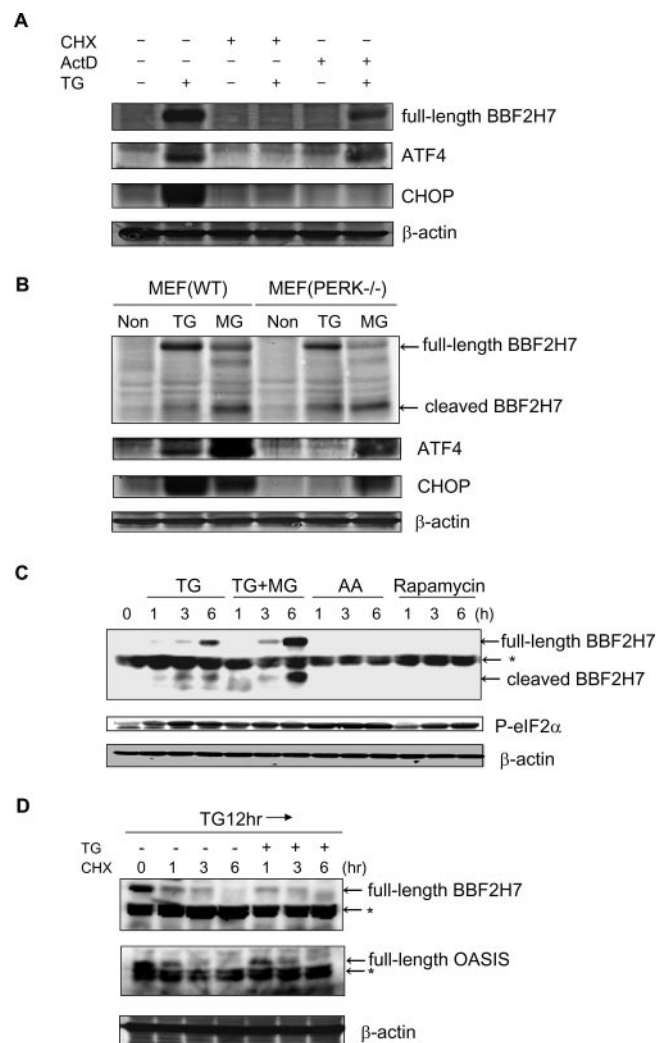 A
CHX – – + + – –
ActD – – – – + +
TG – + – + – +
full-length BBF2H7
ATF4
CHOP
β-actin
B
MEF(WT) MEF(PERK-/-)
Non TG MG Non TG MG
full-length BBF2H7
cleaved BBF2H7
ATF4
CHOP
β-actin
C
TG TG+MG AA Rapamycin
0 1 3 6 1 3 6 1 3 6 1 3 6 (h)
full-length BBF2H7
*
cleaved BBF2H7
P-eIF2α
β-actin
D
TG12hr →
TG - - - - + + +
CHX 0 1 3 6 1 3 6 (hr)
full-length BBF2H7
*
full-length OASIS
*
β-actin